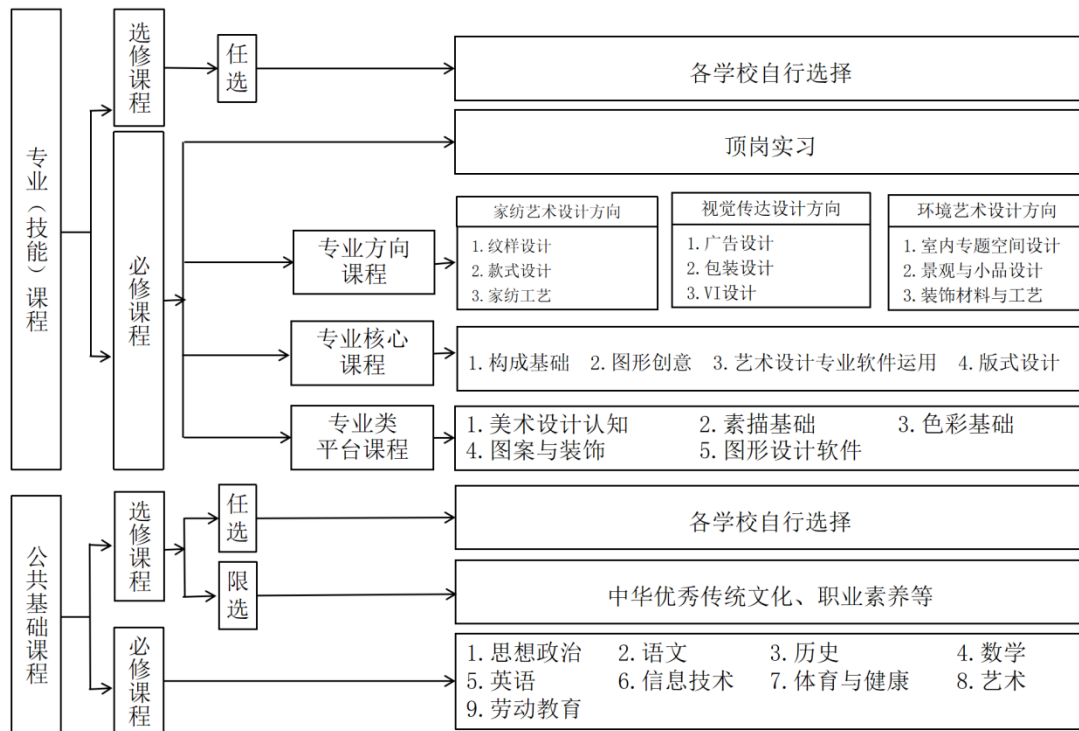 专业（技能）课程
选修课程
任选
各学校自行选择
必修课程
顶岗实习
专业方向
课程
家纺艺术设计方向
1.纹样设计
2.款式设计
3.家纺工艺
视觉传达设计方向
1.广告设计
2.包装设计
3.VI设计
环境艺术设计方向
1.室内专题空间设计
2.景观与小品设计
3.装饰材料与工艺
专业核心
课程
1.构成基础 2.图形创意 3.艺术设计专业软件运用 4.版式设计
专业类
平台课程
1.美术设计认知 2.素描基础 3.色彩基础
4.图案与装饰 5.图形设计软件
公共基础课程
选修课程
任选
各学校自行选择
限选
中华优秀传统文化、职业素养等
必修课程
1.思想政治 2.语文 3.历史 4.数学
5.英语 6.信息技术 7.体育与健康 8.艺术
9.劳动教育